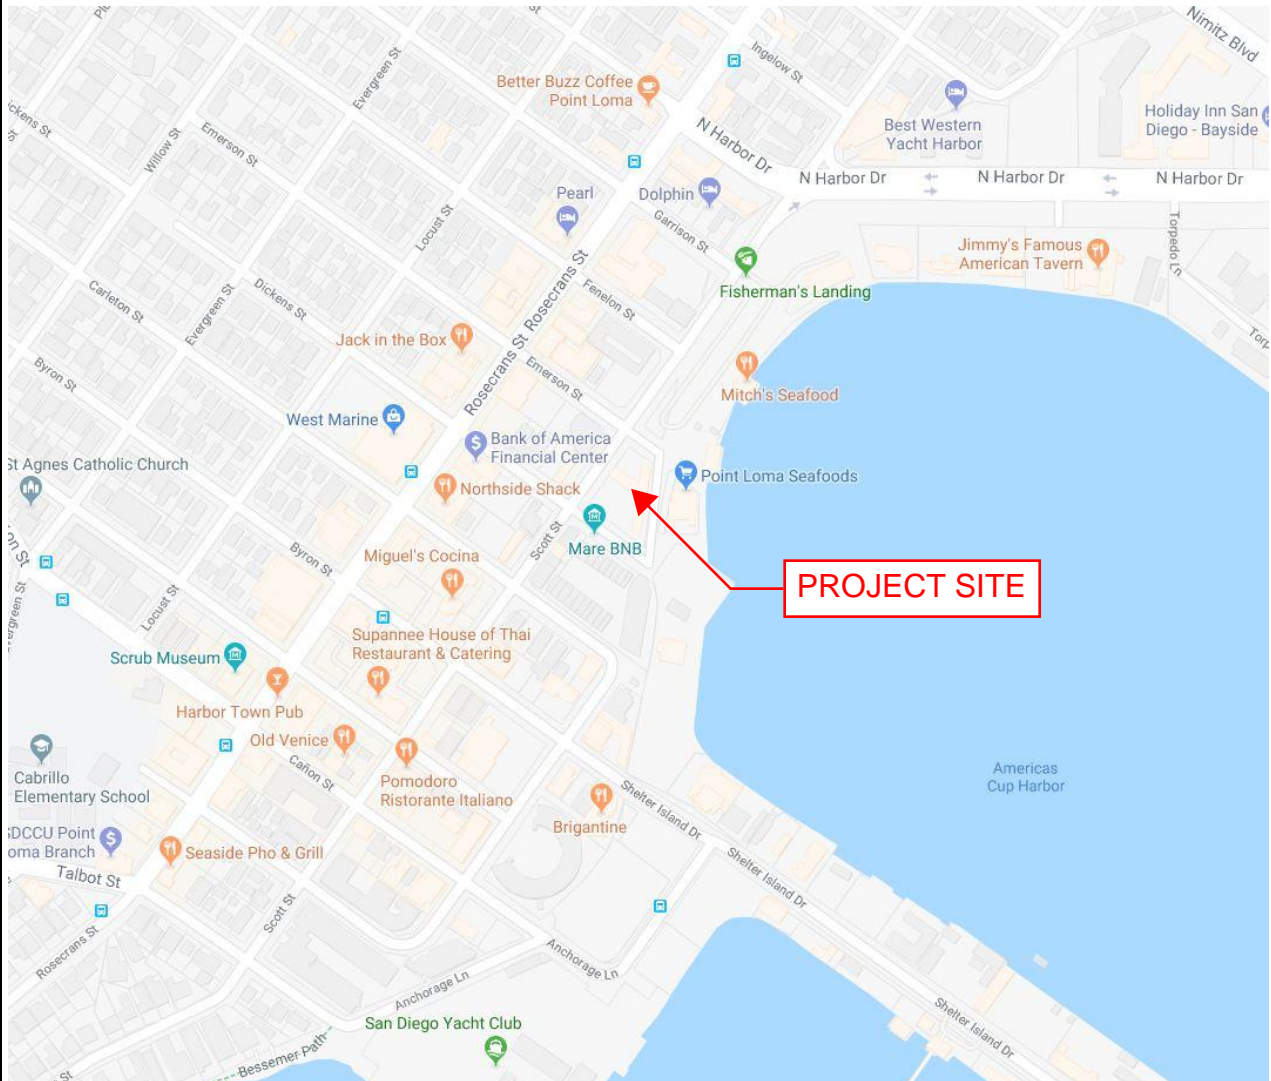 Nimitz Blvd
Ingelow St
Evergreen St
Better Buzz Coffee
Point Loma
Holiday Inn San
Diego - Bayside
Best Western
Yacht Harbor
Willow St
Emerson St
N Harbor Dr
N Harbor Dr
N Harbor Dr
N Harbor Dr
Pearl
Dolphin
Locust St
Garrison St
Torpedo Ln
Jimmy's Famous
American Tavern
Rosecrans St
Rosecrans St
Fenelon St
Fisherman's Landing
Carleton St
Evergreen St
Dickens St
Jack in the Box
Byron St
Emerson St
Mitch's Seafood
West Marine
Bank of America
Financial Center
St Agnes Catholic Church
Point Loma Seafoods
Northside Shack
Scott St
Mare BNB
Byron St
Miguel's Cocina
PROJECT SITE
Locust St
Supannee House of Thai
Restaurant & Catering
Scrub Museum
Harbor Town Pub
Old Venice
Cañon St
Pomodoro
Ristorante Italiano
Americas
Cup Harbor
Cabrillo
Elementary School
Shelter Island Dr
Brigantine
SDCCU Point
oma Branch
Seaside Pho & Grill
Talbot St
Shelter Island Dr
Scott St
Rosecrans St
Anchorage Ln
Anchorage Ln
San Diego Yacht Club
Shelter Island Dr
Bessemer Path